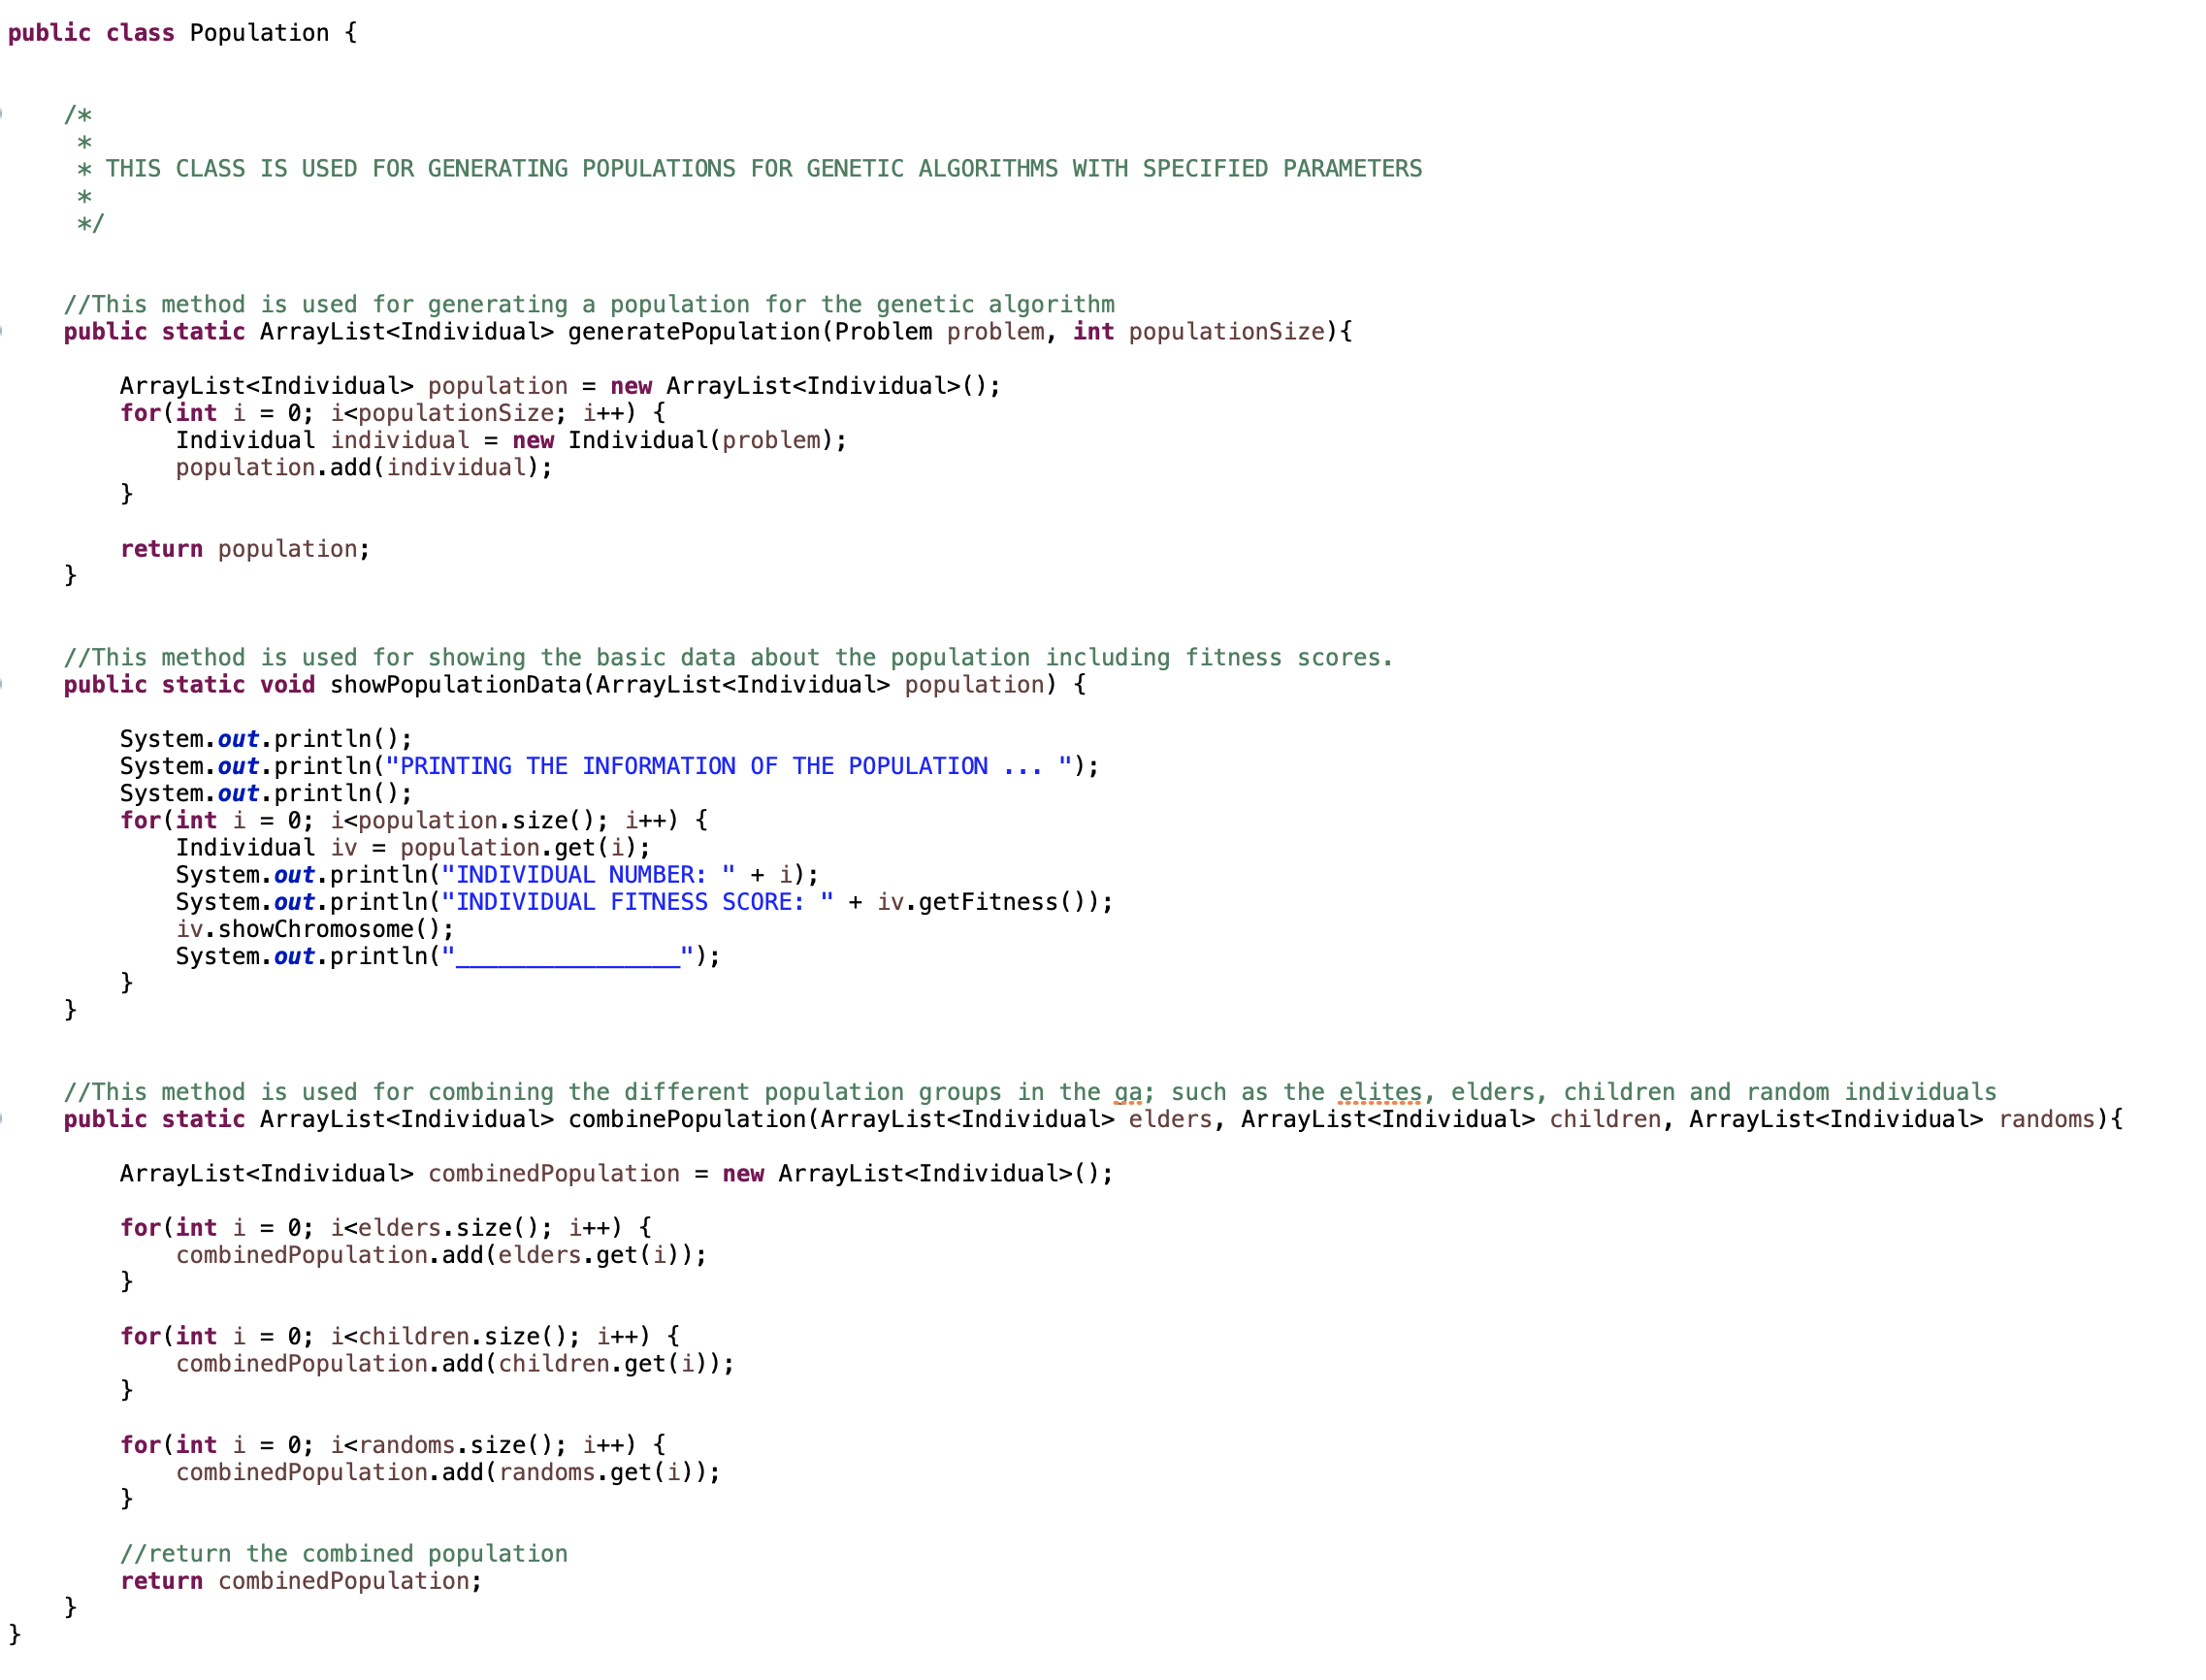 public class Population {
/*
*
* THIS CLASS IS USED FOR GENERATING POPULATIONS FOR GENETIC ALGORITHMS WITH SPECIFIED PARAMETERS
*
*/
//This method is used for generating a population for the genetic algorithm
public static ArrayList<Individual> generatePopulation(Problem problem, int populationSize){
ArrayList<Individual> population = new ArrayList<Individual>();
for(int i = 0; i<populationSize; i++) {
Individual individual = new Individual(problem);
population.add(individual);
}
return population;
}
//This method is used for showing the basic data about the population including fitness scores.
public static void showPopulationData(ArrayList<Individual> population) {
System.out.println();
System.out.println("PRINTING THE INFORMATION OF THE POPULATION ... ");
System.out.println();
for(int i = 0; i<population.size(); i++) {
Individual iv = population.get(i);
System.out.println("INDIVIDUAL NUMBER: " + i);
System.out.println("INDIVIDUAL FITNESS SCORE: " + iv.getFitness());
iv.showChromosome();
System.out.println("________________");
}
}
//This method is used for combining the different population groups in the ga; such as the elites, elders, children and random individuals
public static ArrayList<Individual> combinePopulation(ArrayList<Individual> elders, ArrayList<Individual> children, ArrayList<Individual> randoms){
ArrayList<Individual> combinedPopulation = new ArrayList<Individual>();
for(int i = 0; i<elders.size(); i++) {
combinedPopulation.add(elders.get(i));
}
for(int i = 0; i<children.size(); i++) {
combinedPopulation.add(children.get(i));
}
for(int i = 0; i<randoms.size(); i++) {
combinedPopulation.add(randoms.get(i));
}
//return the combined population
return combinedPopulation;
}
}